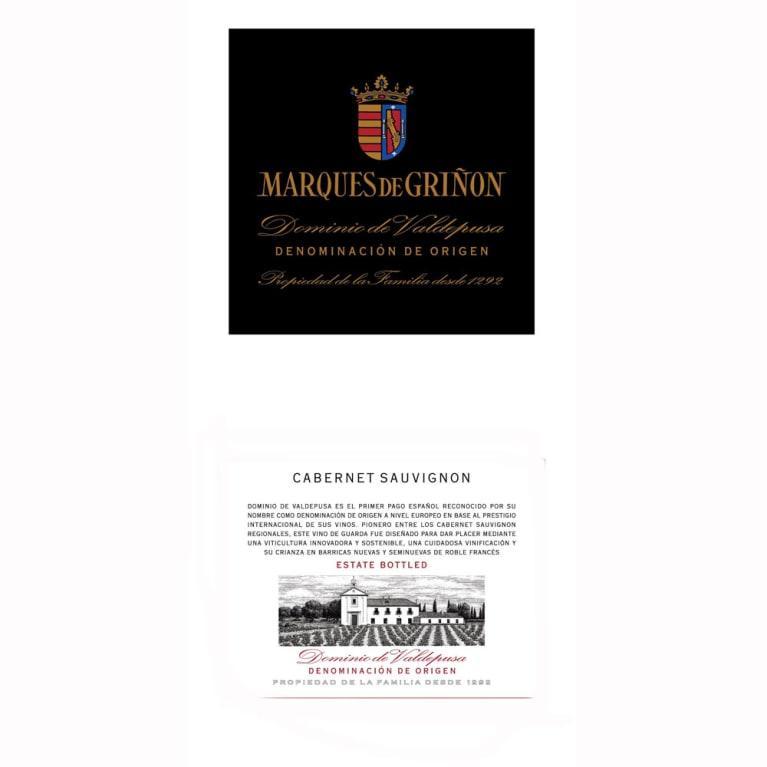 MARQUES DE GRIÑON
Dominio de Valdepusa
DENOMINACIÓN DE ORIGEN
Propiedad de la Familia desde 1292
CABERNET SAUVIGNON
DOMINIO DE VALDEPUSA ES EL PRIMER PAGO ESPAÑOL RECONOCIDO POR SU
NOMBRE COMO DENOMINACIÓN DE ORIGEN A NIVEL EUROPEO EN BASE AL PRESTIGIO
INTERNACIONAL DE SUS VINOS. PIONERO ENTRE LOS CABERNET SAUVIGNON
REGIONALES, ESTE VINO DE GUARDA FUE DISEÑADO PARA DAR PLACER MEDIANTE
UNA VITICULTURA INNOVADORA Y SOSTENIBLE, UNA CUIDADOSA VINIFICACIÓN Y
SU CRIANZA EN BARRICAS NUEVAS Y SEMINUEVAS DE ROBLE FRANCÉS
ESTATE BOTTLED
Dominio de Valdepusa
DENOMINACIÓN DE ORIGEN
PROPIEDAD DE LA FAMILIA DESDE 1292